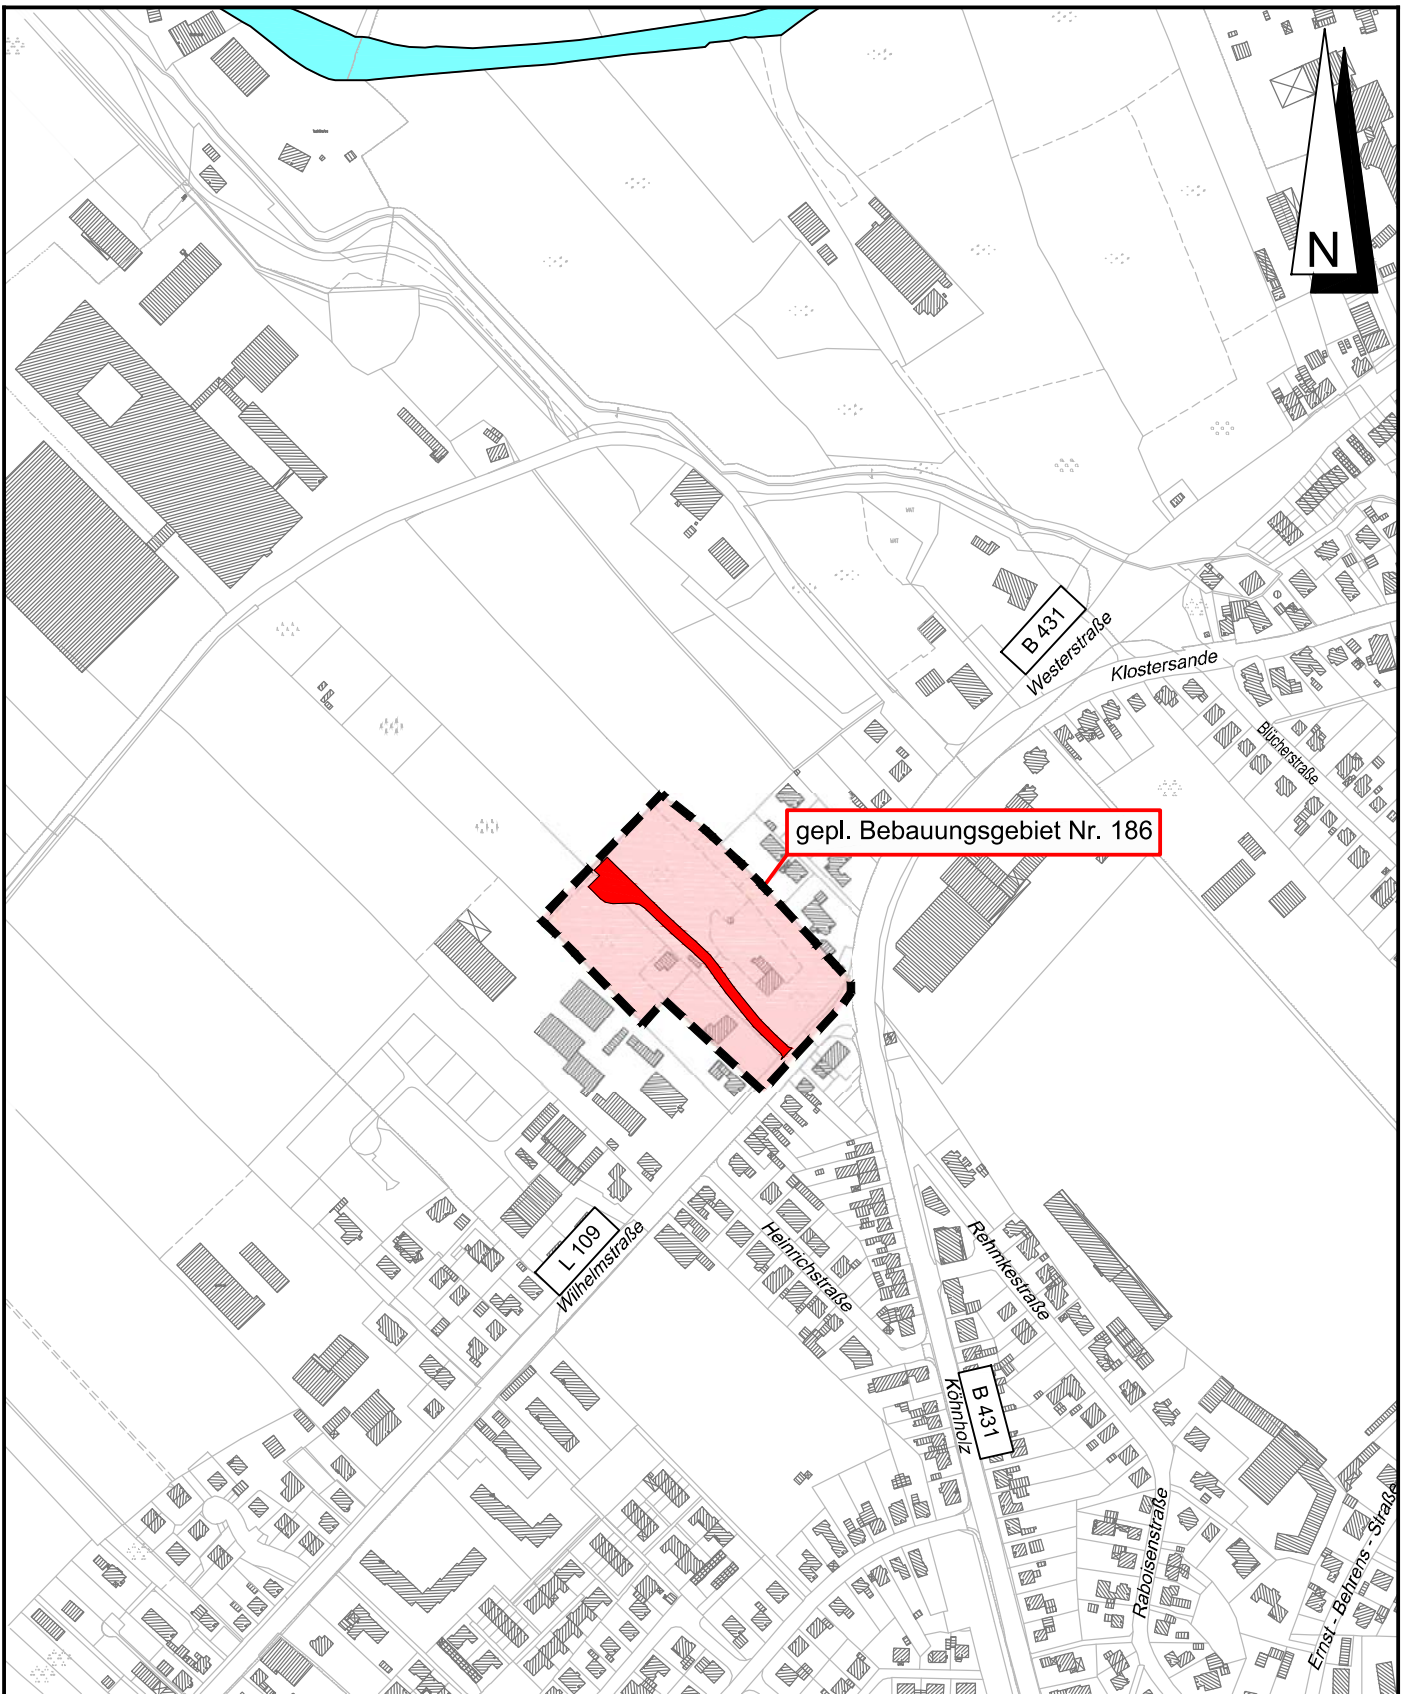 N
B 431
Westerstraße
Klostersande
Blücherstraße
gepl. Bebauungsgebiet Nr. 186
L 109
Wilhelmstraße
Heinrichstraße
Rehmkestraße
B 431
Köhnholz
Raboisenstraße
Ernst - Behrens - Straße